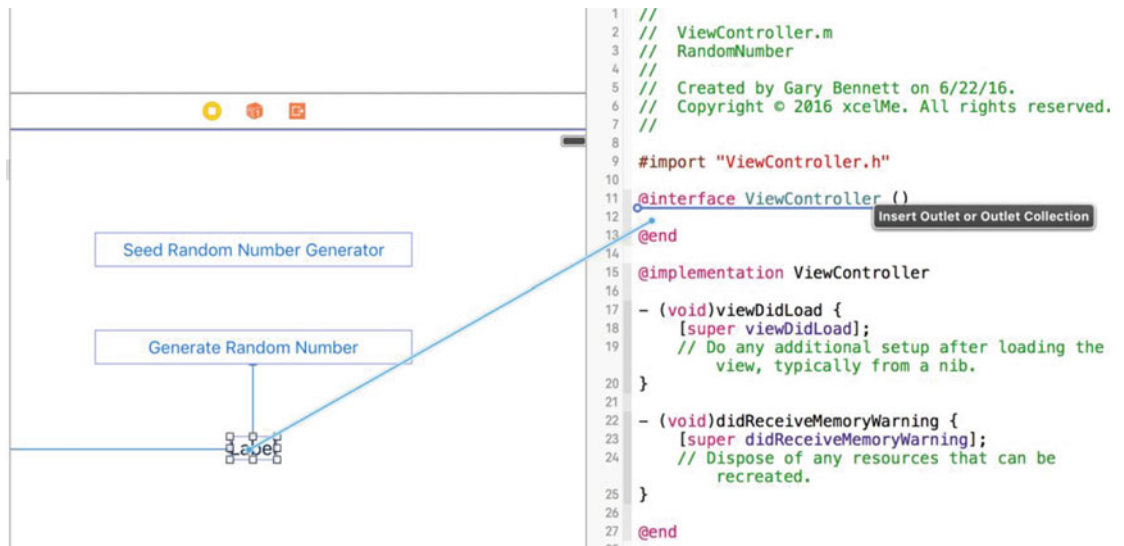 Seed Random Number Generator
Generate Random Number
Label
1 //
2 // ViewController.m
3 // RandomNumber
4 //
5 // Created by Gary Bennett on 6/22/16.
6 // Copyright © 2016 xcelMe. All rights reserved.
7 //
8
9 #import "ViewController.h"
10
11 @interface ViewController ()
Insert Outlet or Outlet Collection
12
13 @end
14
15 @implementation ViewController
16
17 - (void)viewDidLoad {
18 [super viewDidLoad];
19 // Do any additional setup after loading the
view, typically from a nib.
20 }
21
22 - (void)didReceiveMemoryWarning {
23 [super didReceiveMemoryWarning];
24 // Dispose of any resources that can be
recreated.
25 }
26
27 @end